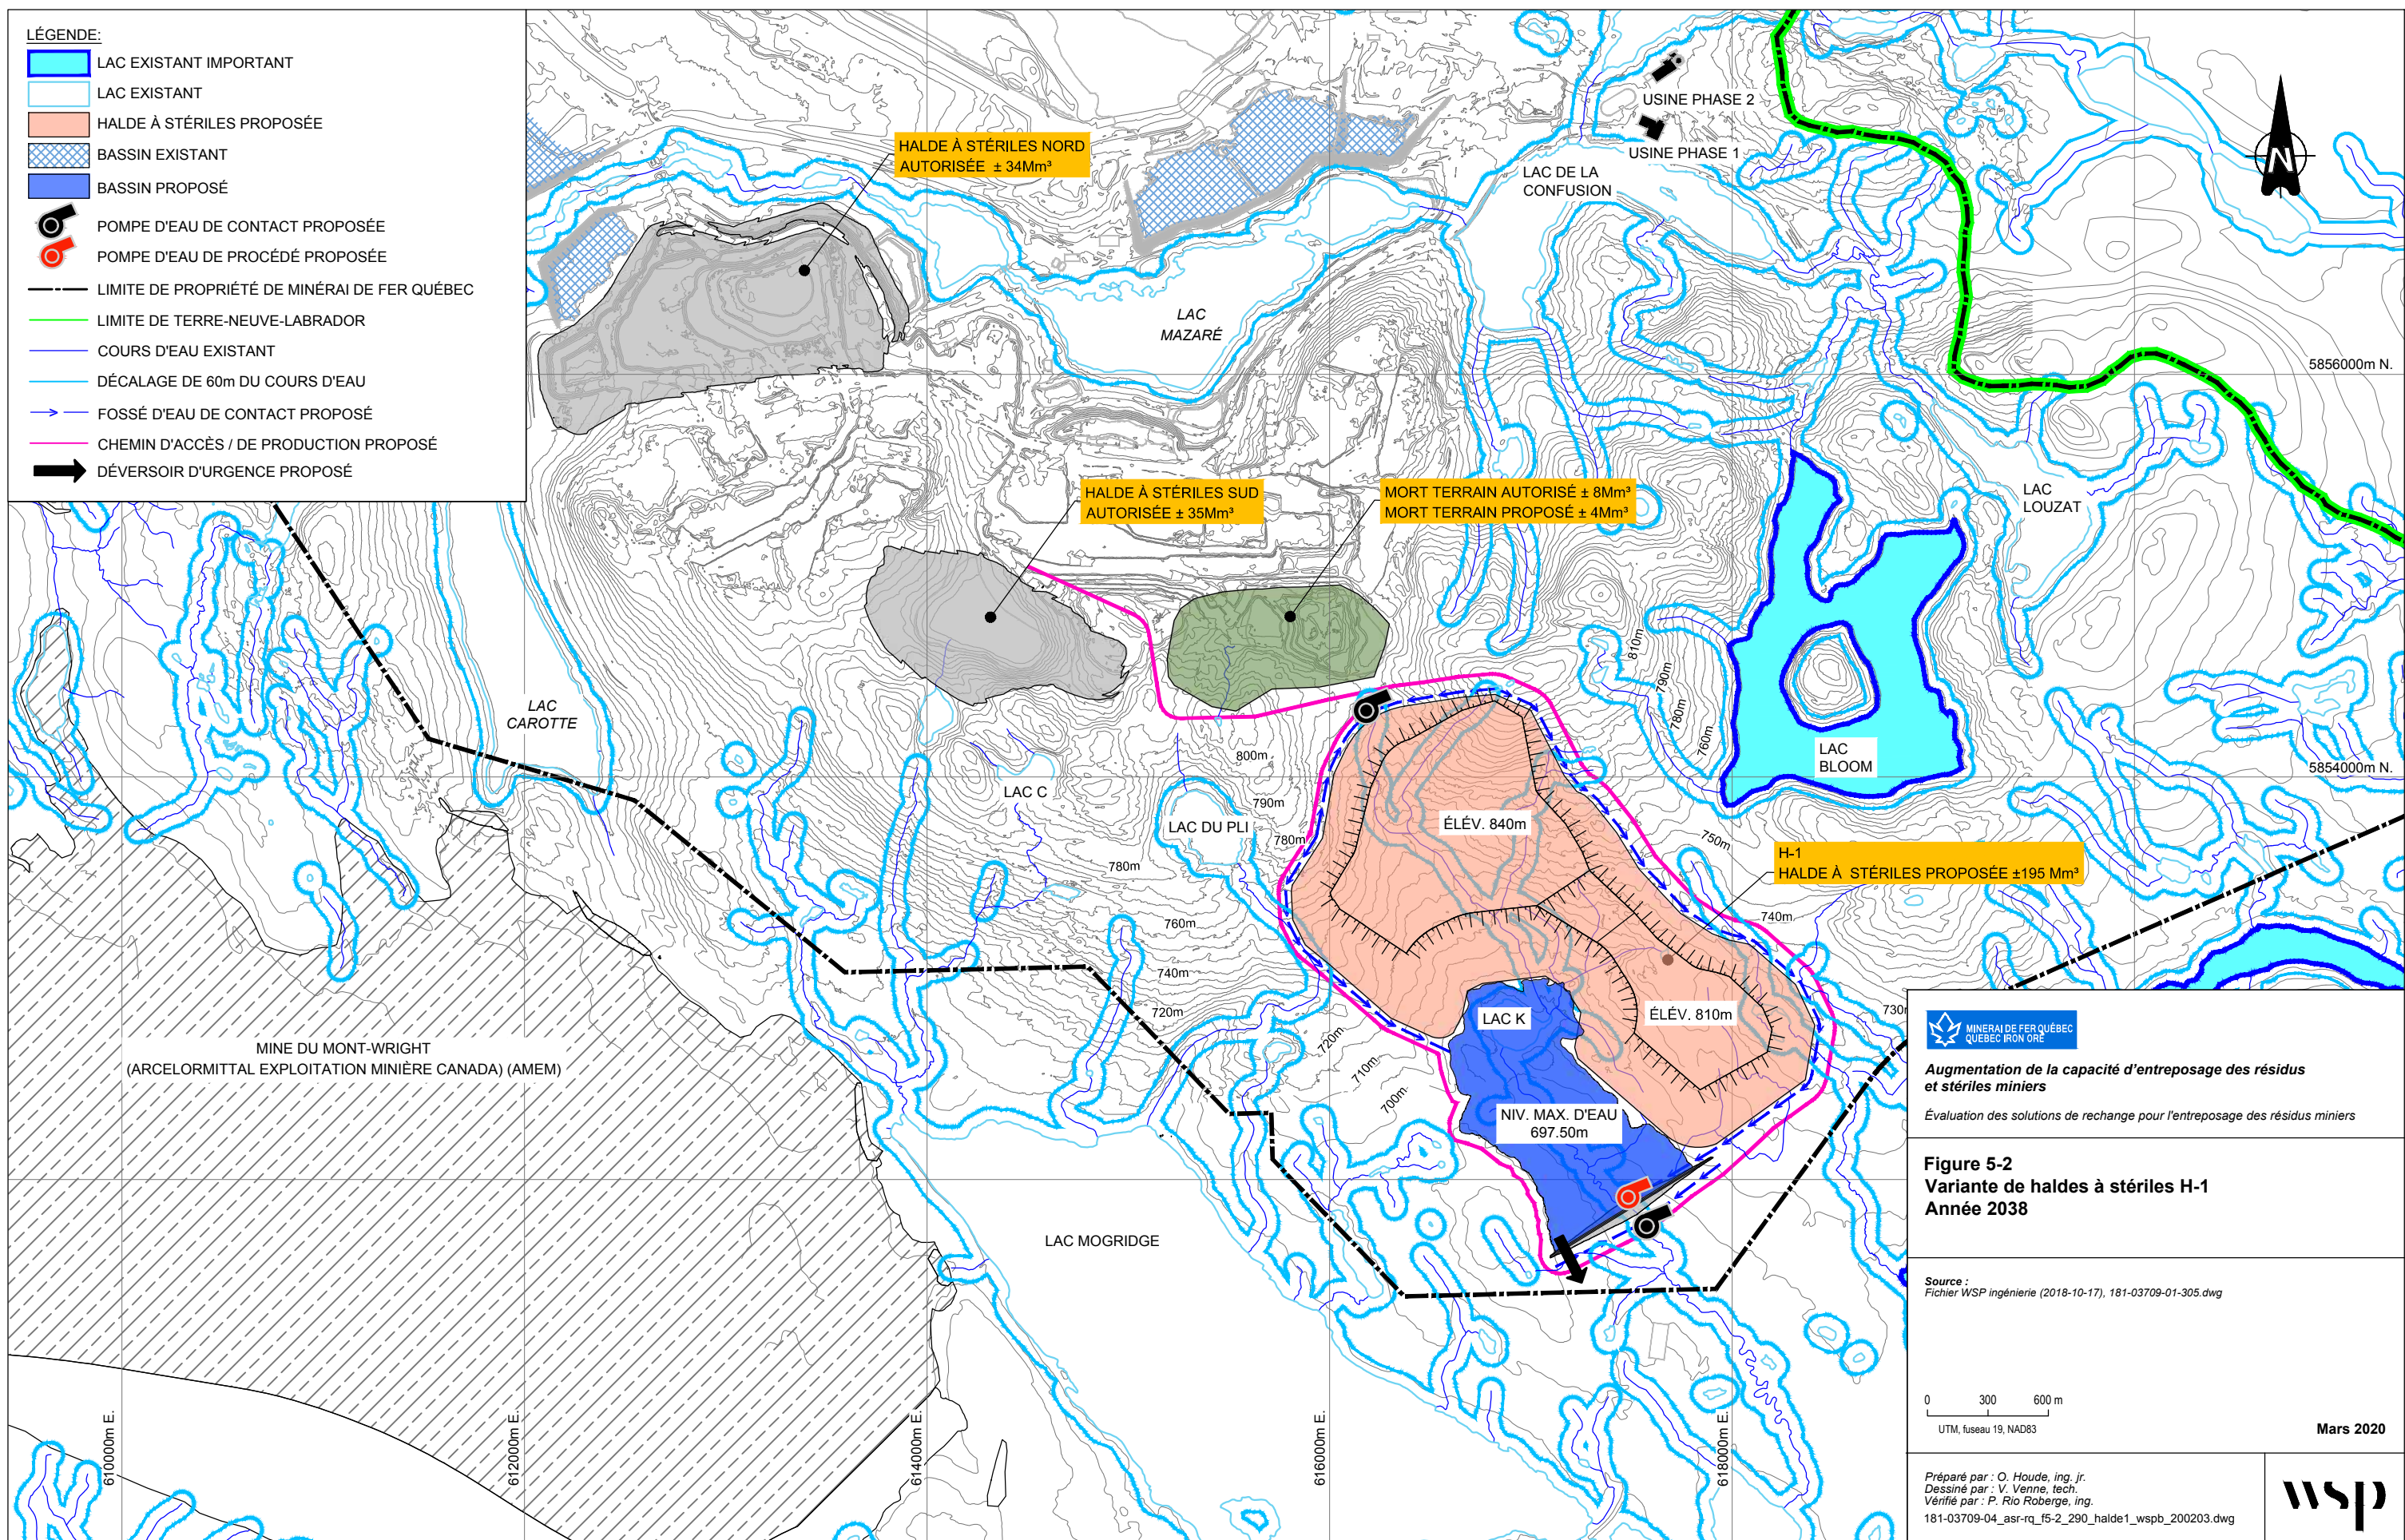 LÉGENDE:
LAC EXISTANT IMPORTANT
LAC EXISTANT
HALDE À STÉRILES PROPOSÉE
BASSIN EXISTANT
BASSIN PROPOSÉ
POMPE D'EAU DE CONTACT PROPOSÉE
POMPE D'EAU DE PROCÉDÉ PROPOSÉE
LIMITE DE PROPRIÉTÉ DE MINÉRAI DE FER QUÉBEC
LIMITE DE TERRE-NEUVE-LABRADOR
COURS D'EAU EXISTANT
DÉCALAGE DE 60m DU COURS D'EAU
FOSSÉ D'EAU DE CONTACT PROPOSÉ
CHEMIN D'ACCÈS / DE PRODUCTION PROPOSÉ
DÉVERSOIR D'URGENCE PROPOSÉ
HALDE À STÉRILES NORD
AUTORISÉE ± 34Mm³
USINE PHASE 2
USINE PHASE 1
LAC DE LA
CONFUSION
N
LAC
MAZARÉ
5856000m N.
HALDE À STÉRILES SUD
AUTORISÉE ± 35Mm³
MORT TERRAIN AUTORISÉ ± 8Mm³
MORT TERRAIN PROPOSÉ ± 4Mm³
LAC
LOUZAT
810m
790m
780m
760m
LAC
CAROTTE
LAC
BLOOM
5854000m N.
800m
790m
780m
LAC C
LAC DU PLI
780m
760m
740m
720m
ÉLÉV. 840m
750m
H-1
HALDE À STÉRILES PROPOSÉE ±195 Mm³
740m
730m
LAC K
ÉLÉV. 810m
720m
710m
700m
NIV. MAX. D'EAU
697.50m
MINE DU MONT-WRIGHT
(ARCELORMITTAL EXPLOITATION MINIÈRE CANADA) (AMEM)
LAC MOGRIDGE
610000m E.
612000m E.
614000m E.
616000m E.
618000m E.
MINERAI DE FER QUÉBEC
QUEBEC IRON ORE
Augmentation de la capacité d'entreposage des résidus
et stériles miniers
Évaluation des solutions de rechange pour l'entreposage des résidus miniers
Figure 5-2
Variante de haldes à stériles H-1
Année 2038
Source :
Fichier WSP ingénierie (2018-10-17), 181-03709-01-305.dwg
0 300 600 m
UTM, fuseau 19, NAD83
Mars 2020
Préparé par : O. Houde, ing. jr.
Dessiné par : V. Venne, tech.
Vérifié par : P. Rio Roberge, ing.
181-03709-04_asr-rq_f5-2_290_halde1_wspb_200203.dwg
wsp